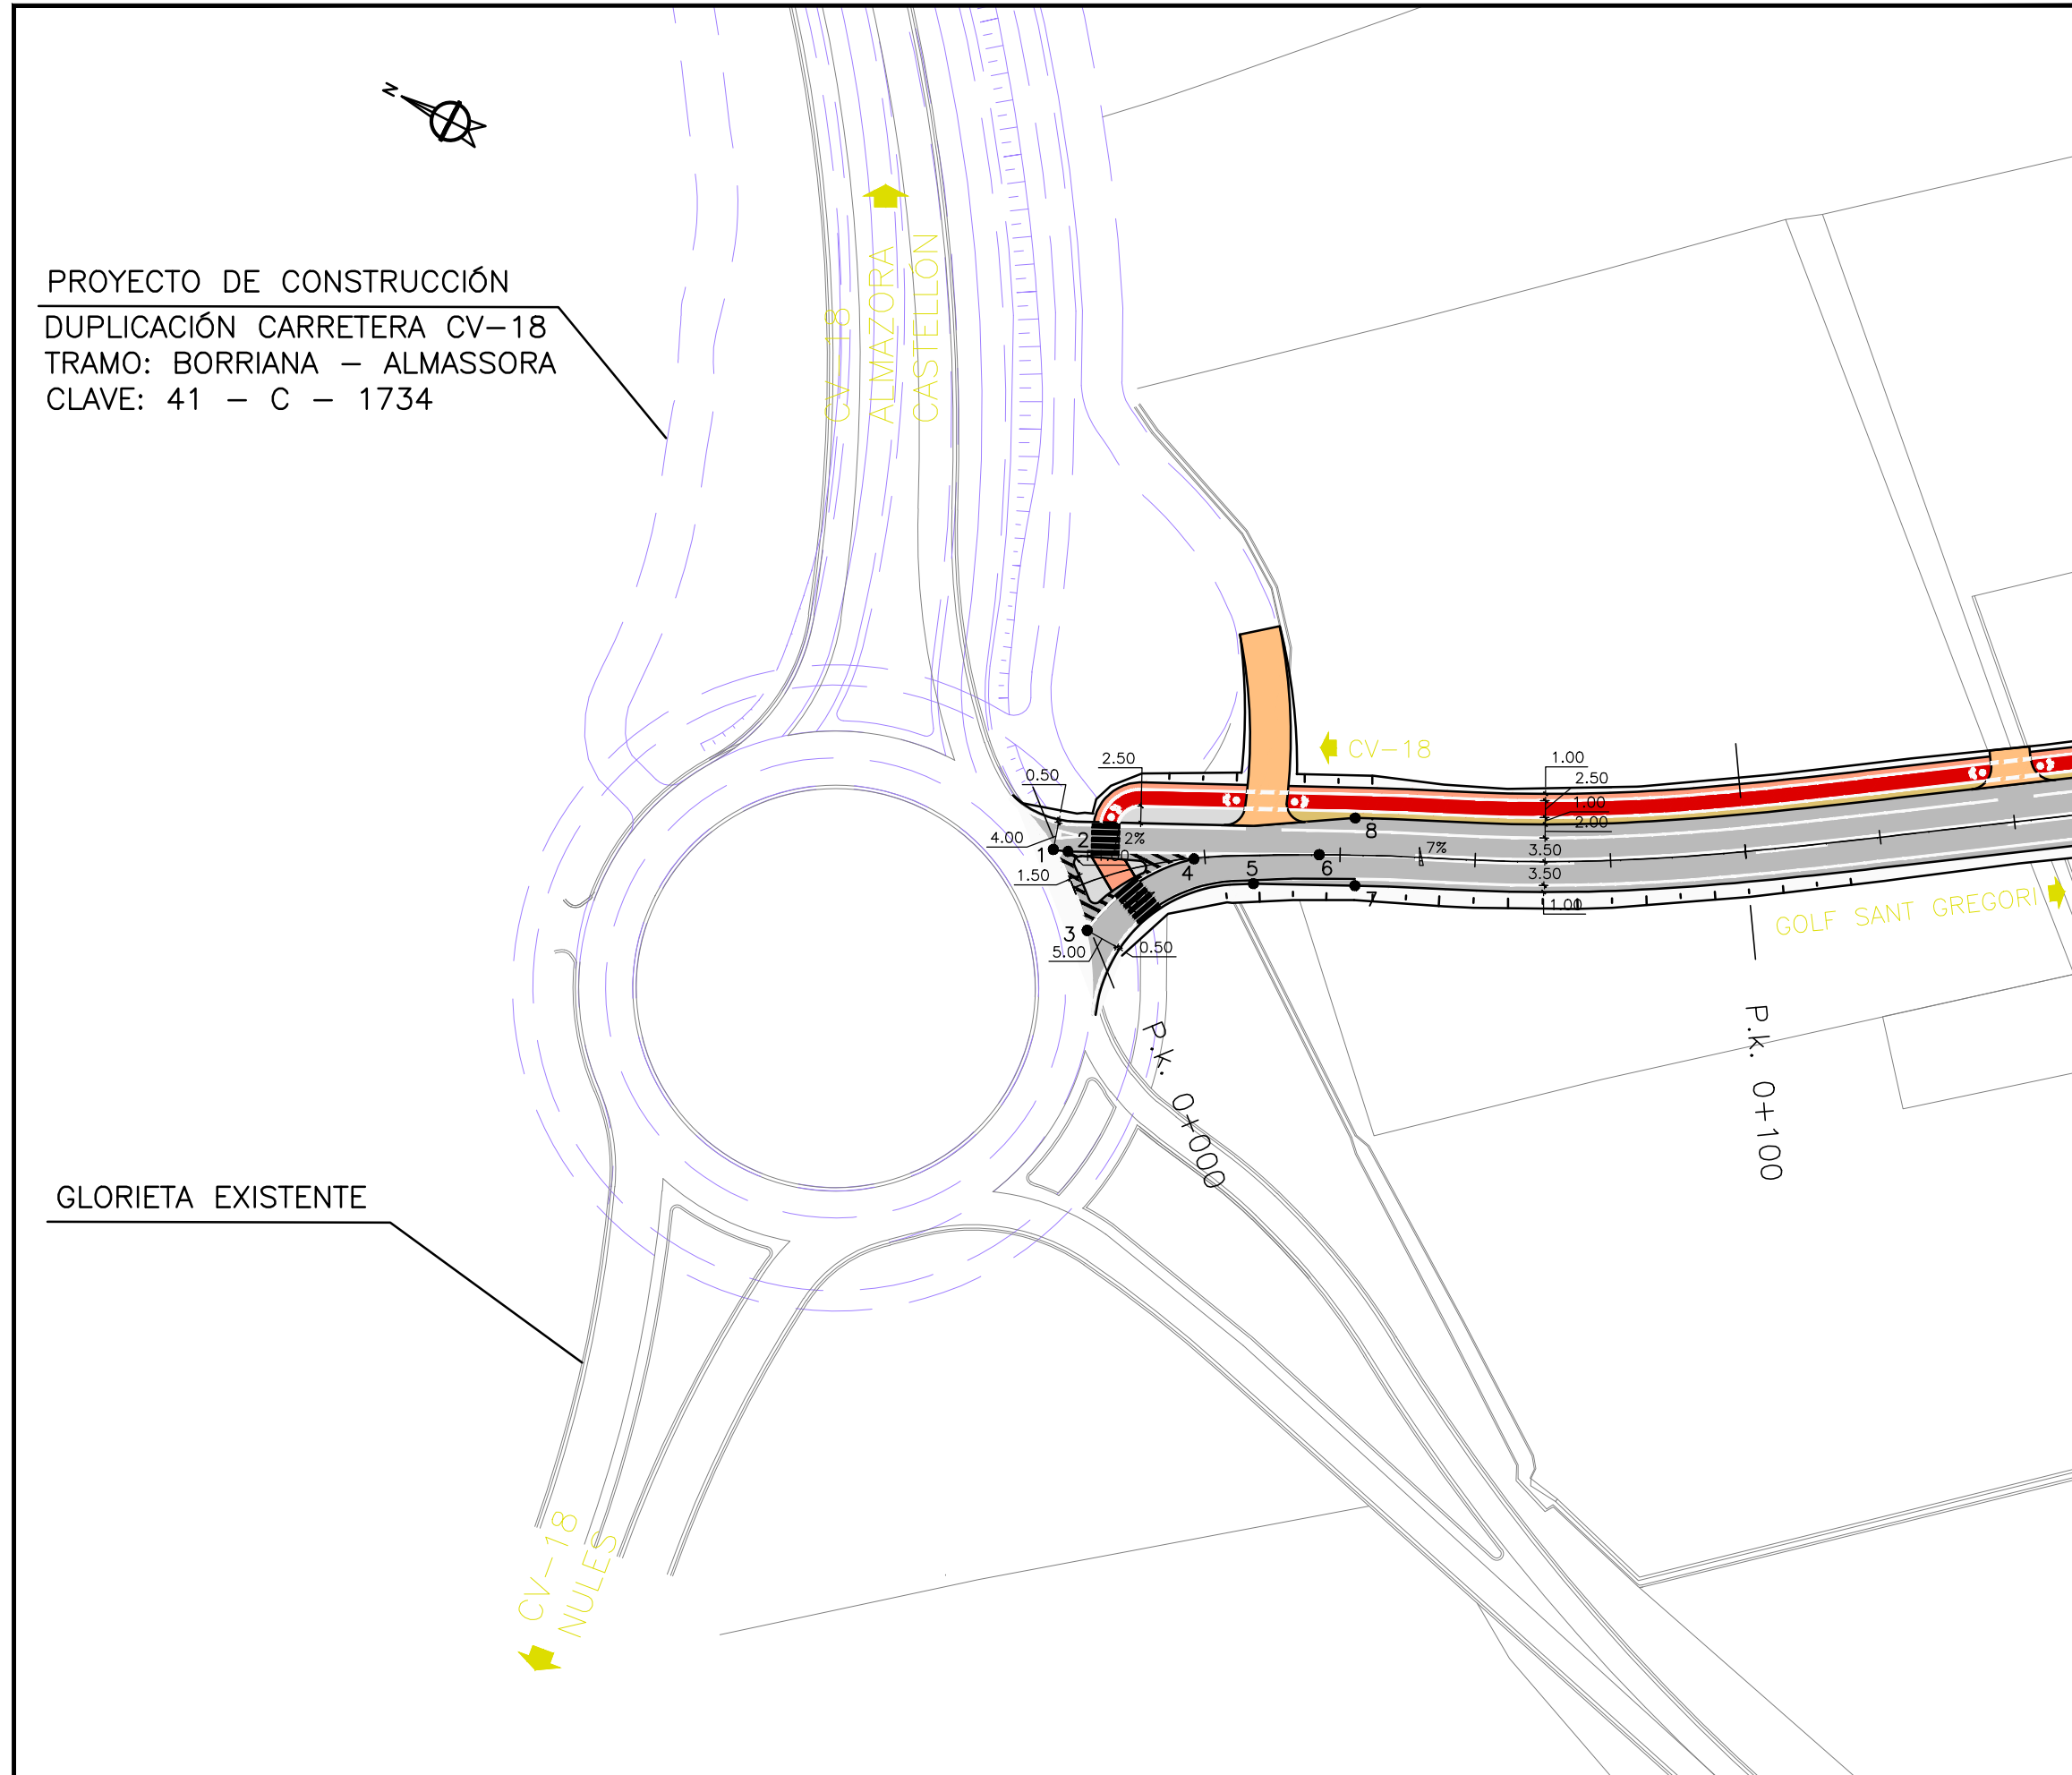 N
PROYECTO DE CONSTRUCCIÓN
DUPLICACIÓN CARRETERA CV-18
TRAMO: BORRIANA - ALMASSORA
CLAVE: 41 - C - 1734
CV-18
ALMAZORA
CASTELLÓN
CV-18
2.50
0.50
4.00
1
2
2%
1.50
3
4
5
6
7
8
5.00
0.50
7%
1.00
2.50
1.00
2.00
3.50
3.50
1.00
GOLF SANT GREGORI
P.K. 0+000
P.K. 0+100
GLORIETA EXISTENTE
CV-18
NULES